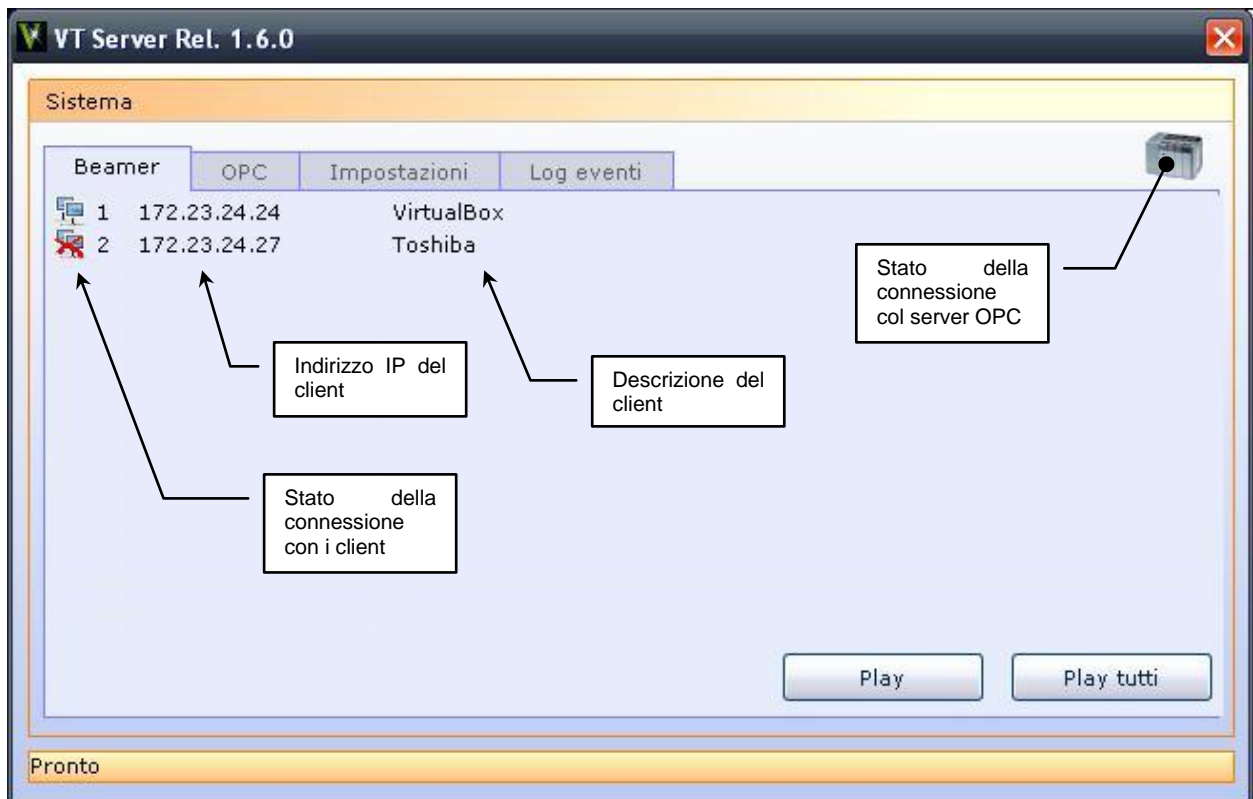 VT Server Rel. 1.6.0
Sistema
Beamer OPC Impostazioni Log eventi
1 172.23.24.24 VirtualBox
2 172.23.24.27 Toshiba
Stato della
connessione
col server OPC
Indirizzo IP del
client
Descrizione del
client
Stato della
connessione
con i client
Play Play tutti
Pronto